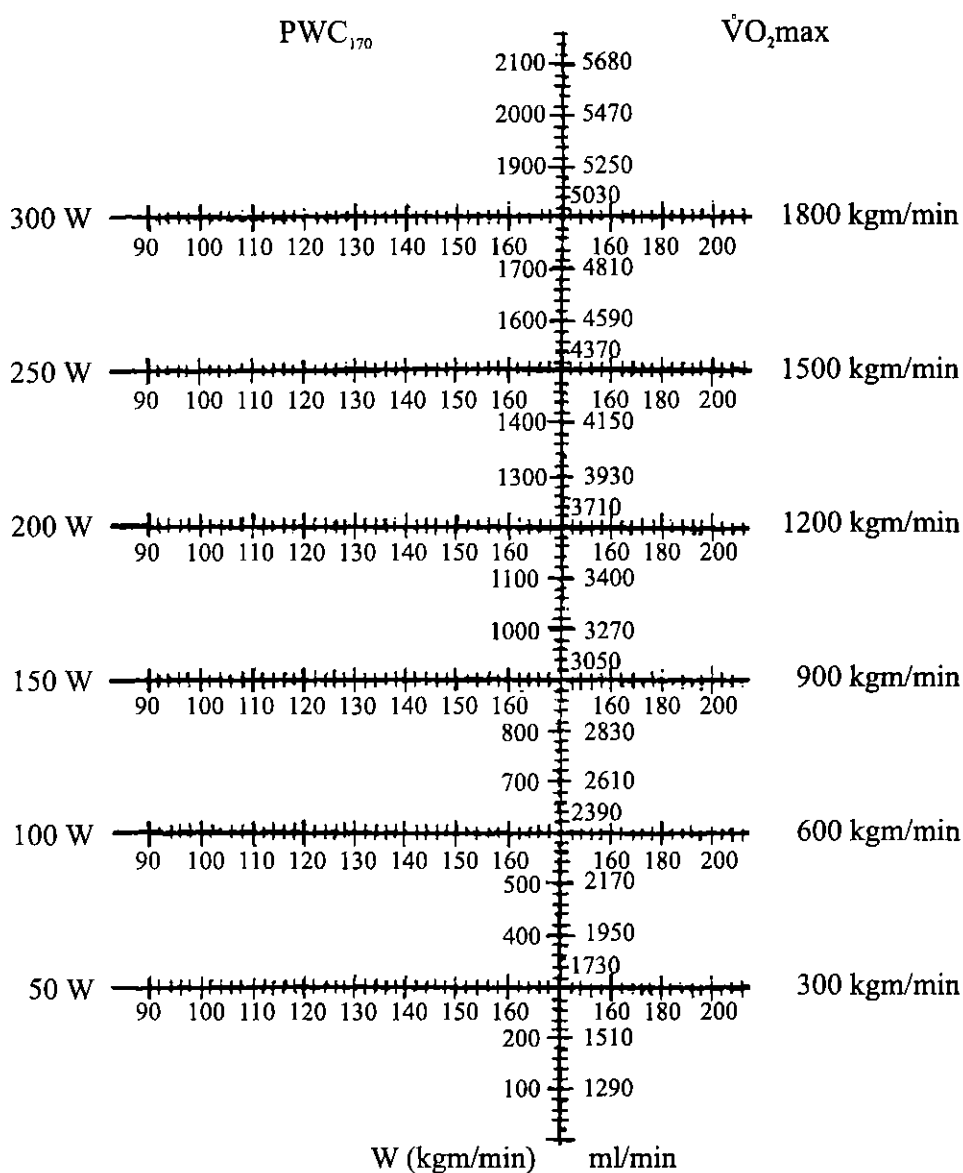 PWC₁₇₀ V̇O₂max
2100 5680
2000 5470
1900 5250
5030
300 W 1800 kgm/min
90 100 110 120 130 140 150 160 160 180 200
1700 4810
1600 4590
4370
250 W 1500 kgm/min
90 100 110 120 130 140 150 160 160 180 200
1400 4150
1300 3930
3710
200 W 1200 kgm/min
90 100 110 120 130 140 150 160 160 180 200
1100 3400
1000 3270
3050
150 W 900 kgm/min
90 100 110 120 130 140 150 160 160 180 200
800 2830
700 2610
2390
100 W 600 kgm/min
90 100 110 120 130 140 150 160 160 180 200
500 2170
400 1950
1730
50 W 300 kgm/min
90 100 110 120 130 140 150 160 160 180 200
200 1510
100 1290
W (kgm/min) ml/min